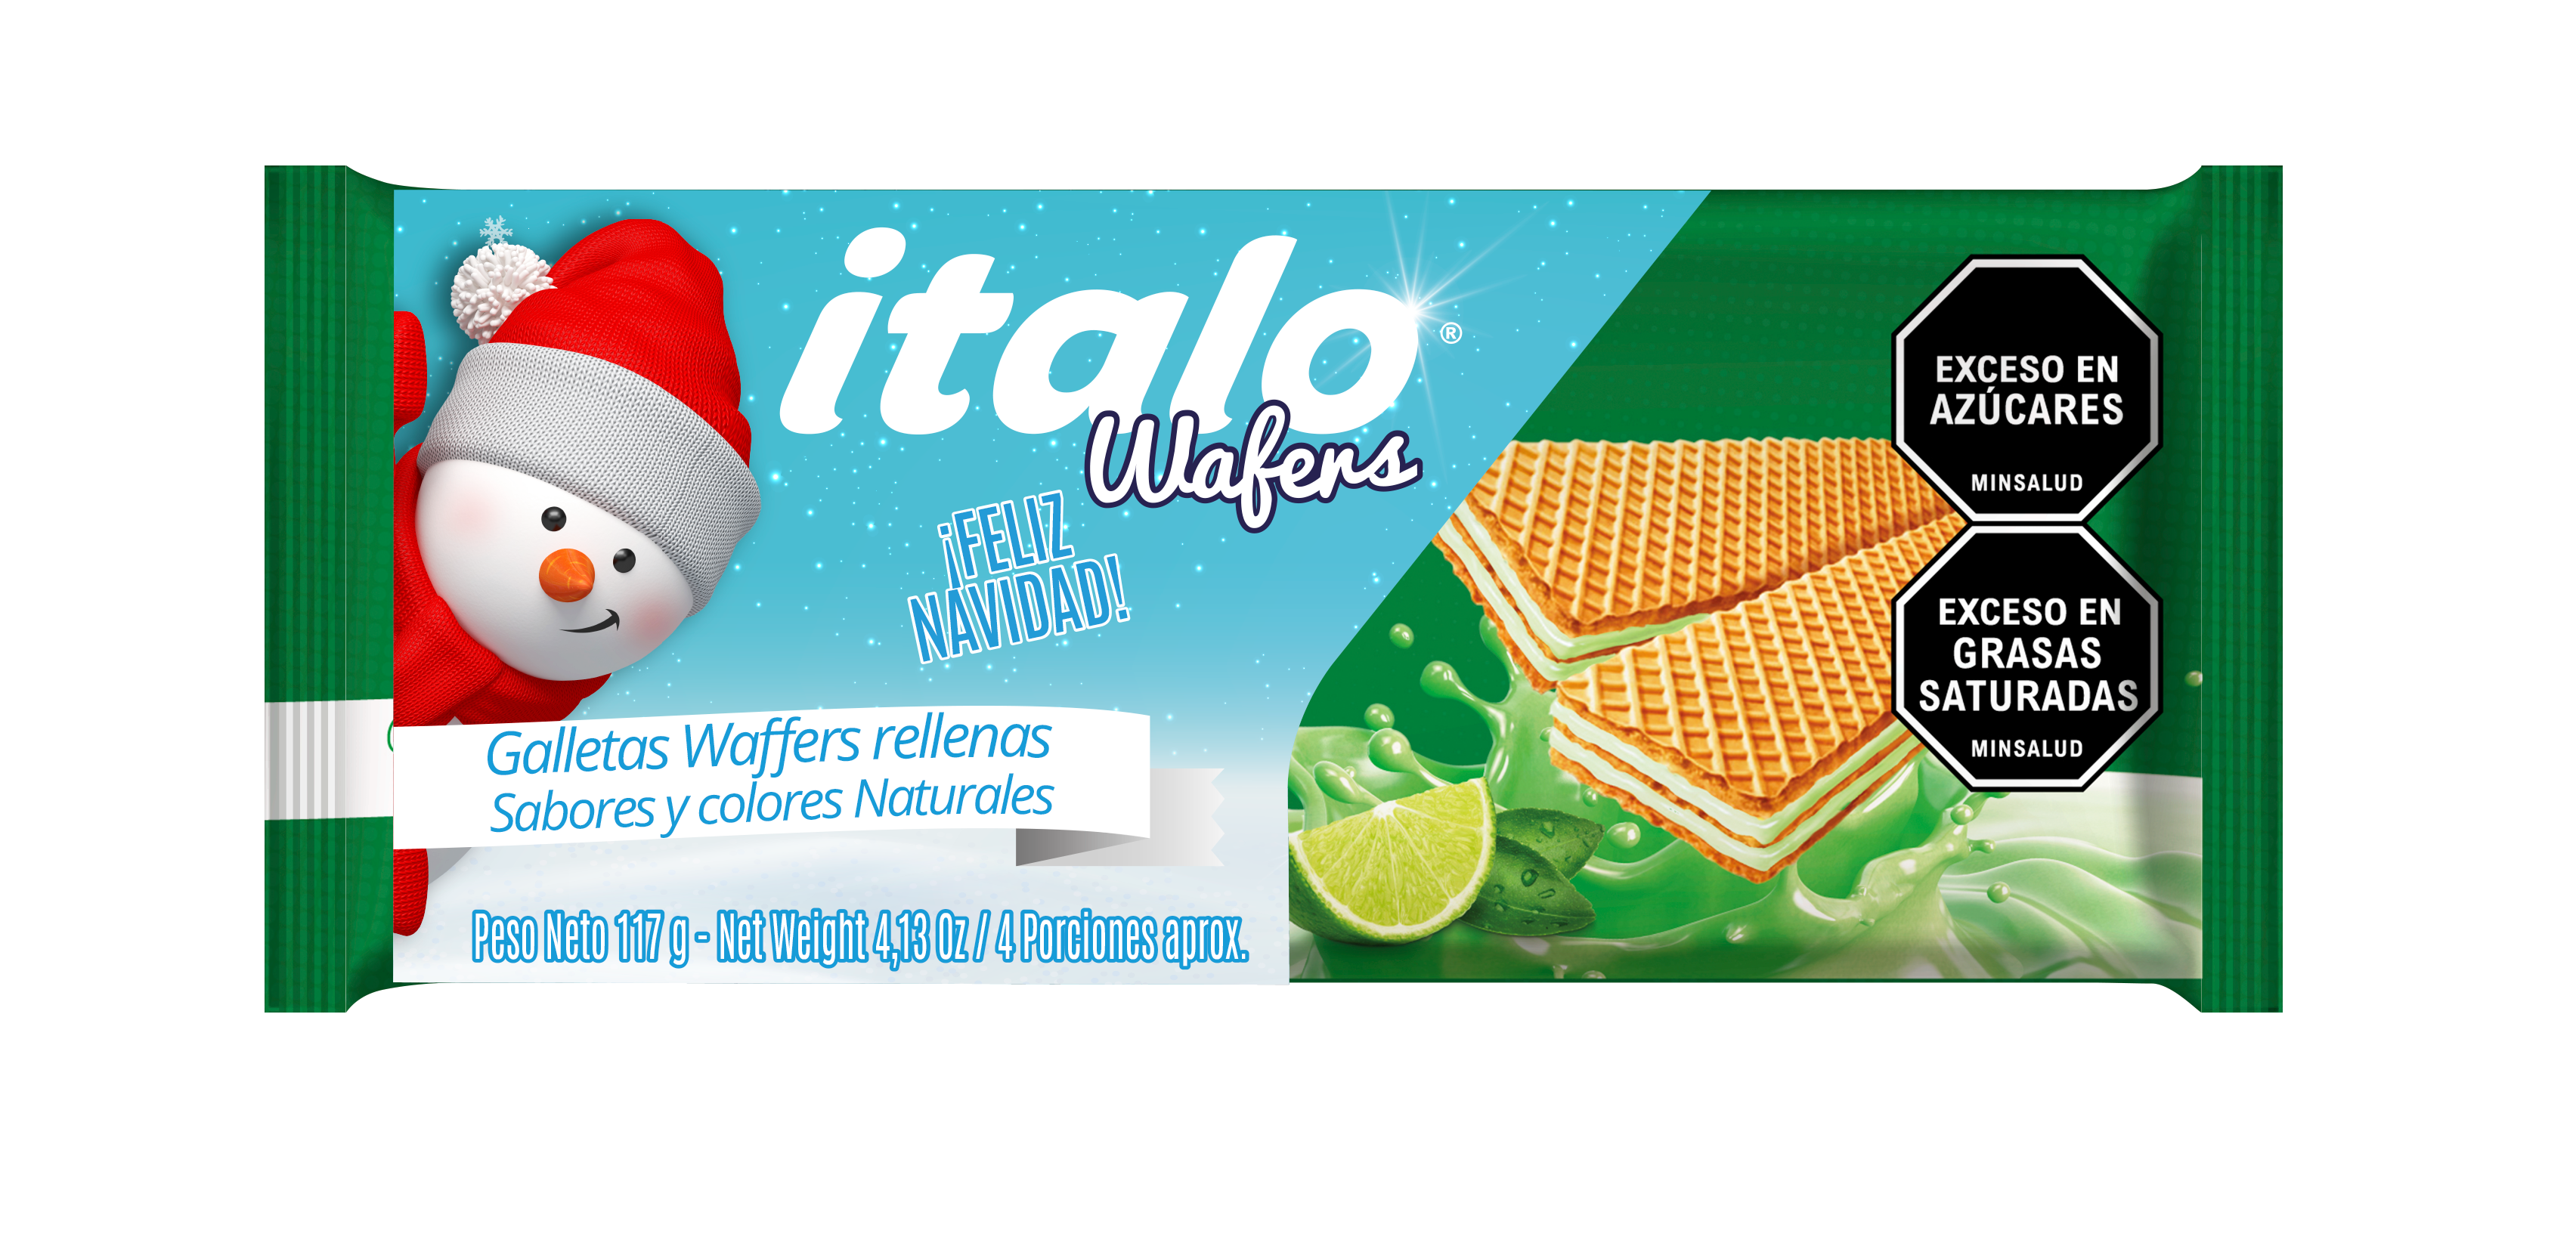 italo®
Wafers
¡FELIZ
NAVIDAD!
Galletas Waffers rellenas
Sabores y colores Naturales
Peso Neto 117 g - Net Weight 4,13 Oz / 4 Porciones aprox.
EXCESO EN
AZÚCARES
MINSALUD
EXCESO EN
GRASAS
SATURADAS
MINSALUD